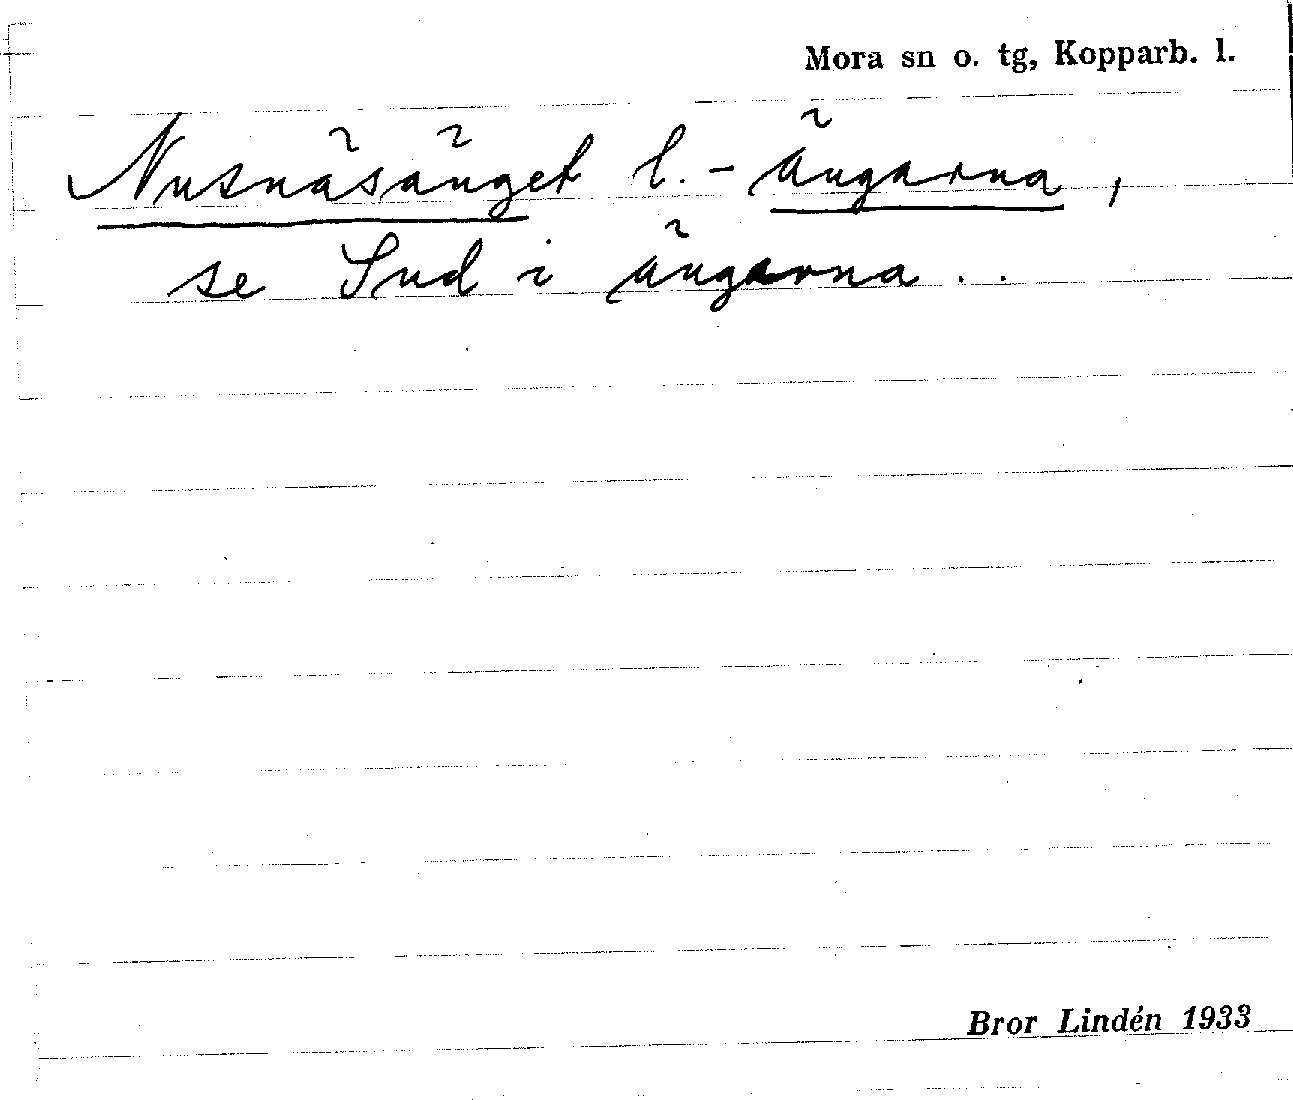 Mora sn o. tg, Kopparb. l.
Nusnäsänget l. -ängarna,
se Sud i ängarna ..
Bror Lindén 1933